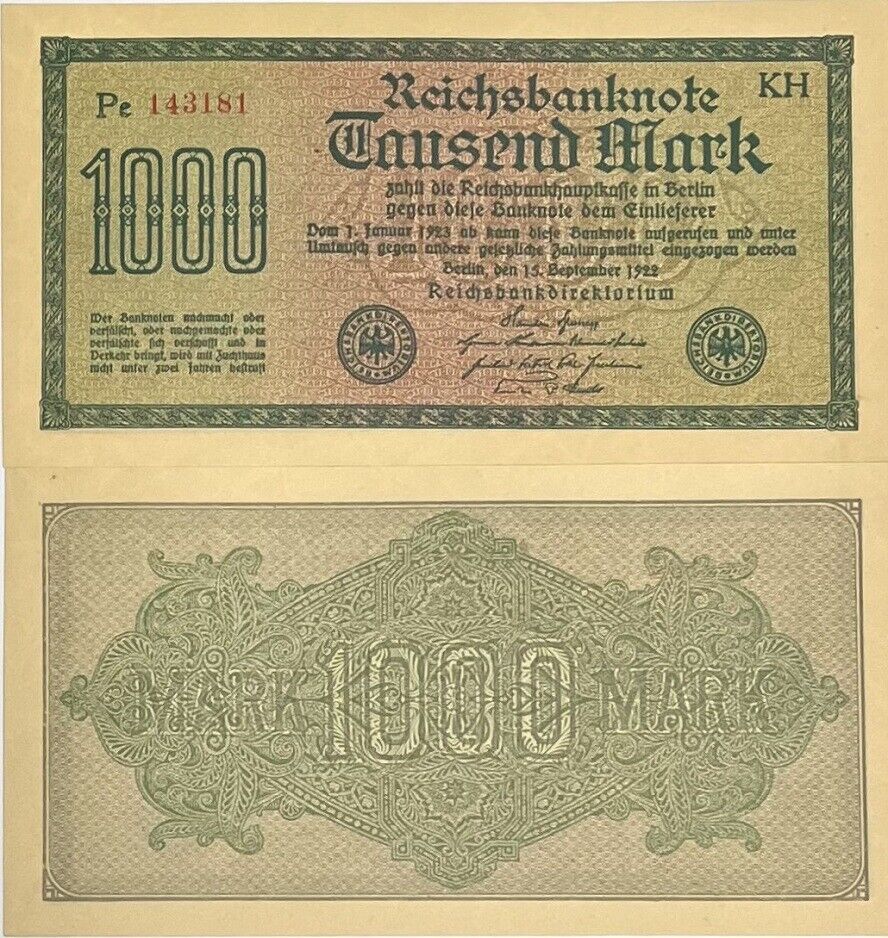 Pe 143181
KH
1000
Reichsbanknote
Tausend Mark
zahlt die Reichsbankhauptkasse in Berlin
gegen diese Banknote dem Einlieferer
Vom 1. Januar 1923 ab kann diese Banknote aufgerufen und unter
Umtausch gegen andere gesetzliche Zahlungsmittel eingezogen werden
Berlin, den 15. September 1922
Reichsbankdirektorium
Wer Banknoten nachmacht oder
verfälscht, oder nachgemachte oder
verfälschte sich verschafft und in
Verkehr bringt, wird mit Zuchthaus
nicht unter zwei Jahren bestraft
REICHSBANKDIREKTORIUM
REICHSBANKDIREKTORIUM
MARK 1000 MARK